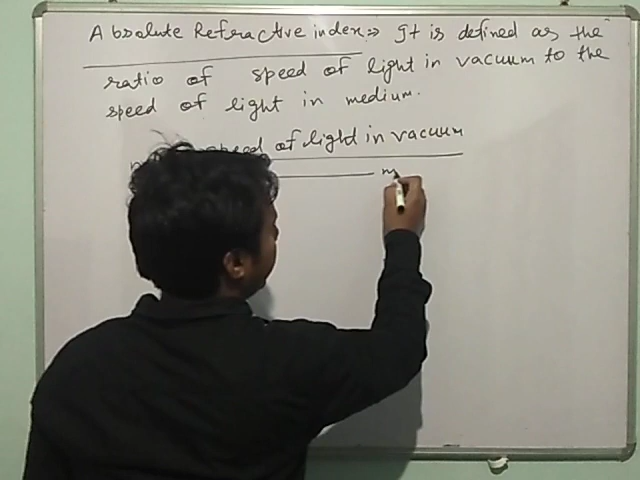 Absolute Refractive index:⇒ It is defined as the
ratio of speed of light in vacuum to the
speed of light in medium.
speed of light in vacuum
m